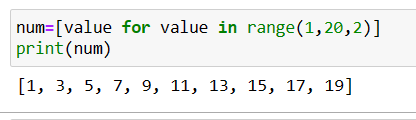 num=[value for value in range(1,20,2)]
print(num)
[1, 3, 5, 7, 9, 11, 13, 15, 17, 19]